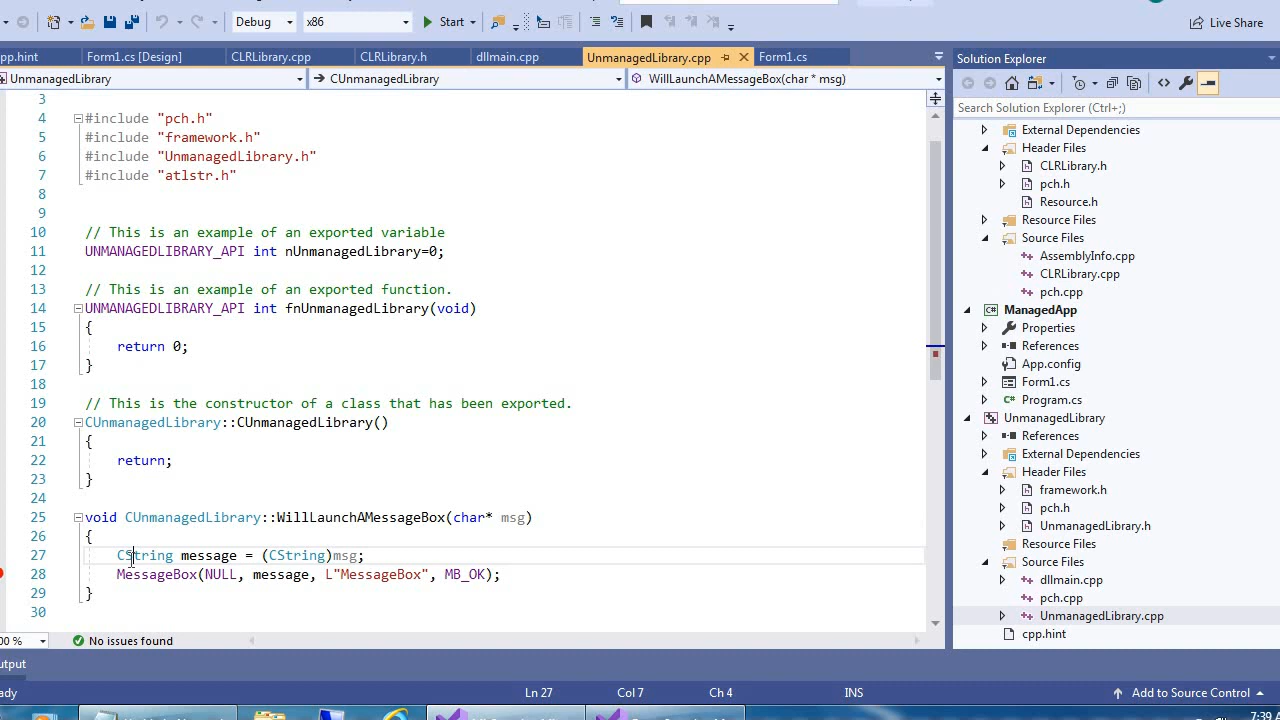 Debug x86 Start Live Share
pp.hint Form1.cs [Design] CLRLibrary.cpp CLRLibrary.h dllmain.cpp UnmanagedLibrary.cpp Form1.cs
UnmanagedLibrary CUnmanagedLibrary WillLaunchAMessageBox(char * msg)
3
4 #include "pch.h"
5 #include "framework.h"
6 #include "UnmanagedLibrary.h"
7 #include "atlstr.h"
8
9
10 // This is an example of an exported variable
11 UNMANAGEDLIBRARY_API int nUnmanagedLibrary=0;
12
13 // This is an example of an exported function.
14 UNMANAGEDLIBRARY_API int fnUnmanagedLibrary(void)
15 {
16 return 0;
17 }
18
19 // This is the constructor of a class that has been exported.
20 CUnmanagedLibrary::CUnmanagedLibrary()
21 {
22 return;
23 }
24
25 void CUnmanagedLibrary::WillLaunchAMessageBox(char* msg)
26 {
27 CString message = (CString)msg;
28 MessageBox(NULL, message, L"MessageBox", MB_OK);
29 }
30
00 % No issues found
utput
ady Ln 27 Col 7 Ch 4 INS Add to Source Control
Solution Explorer
Search Solution Explorer (Ctrl+;)
External Dependencies
Header Files
CLRLibrary.h
pch.h
Resource.h
Resource Files
Source Files
AssemblyInfo.cpp
CLRLibrary.cpp
pch.cpp
ManagedApp
Properties
References
App.config
Form1.cs
Program.cs
UnmanagedLibrary
References
External Dependencies
Header Files
framework.h
pch.h
UnmanagedLibrary.h
Resource Files
Source Files
dllmain.cpp
pch.cpp
UnmanagedLibrary.cpp
cpp.hint